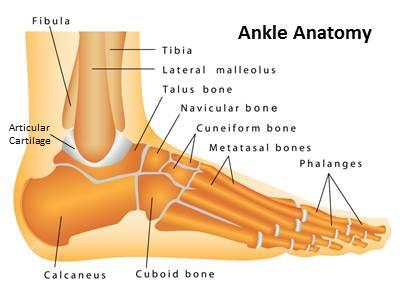 Ankle Anatomy
Fibula
Tibia
Lateral malleolus
Talus bone
Navicular bone
Cuneiform bone
Metatasal bones
Phalanges
Articular
Cartilage
Calcaneus
Cuboid bone